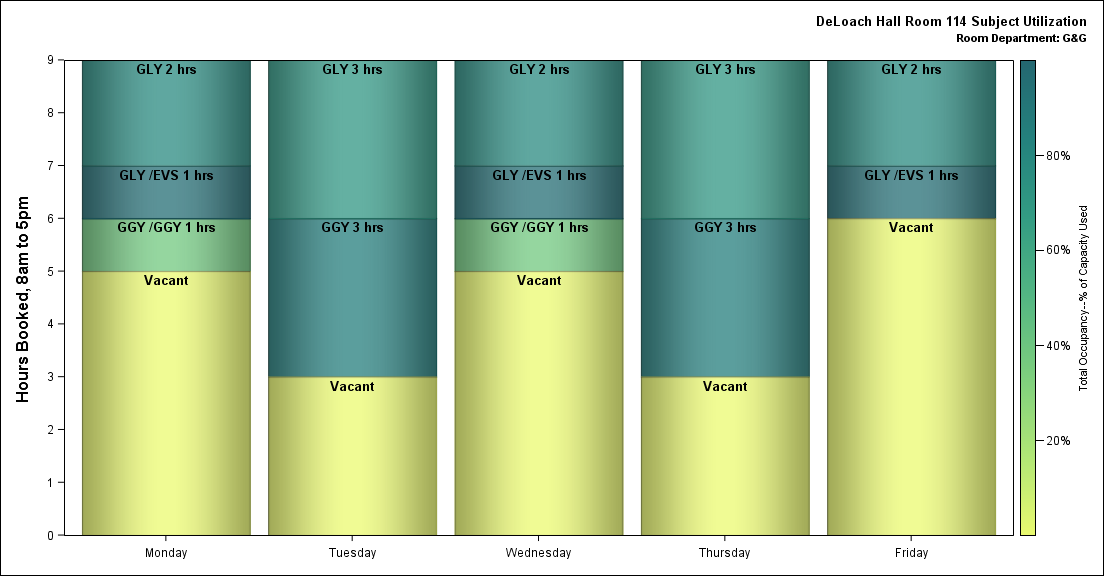 DeLoach Hall Room 114 Subject Utilization
Room Department: G&G
Hours Booked, 8am to 5pm
9
8
7
6
5
4
3
2
1
0
GLY 2 hrs
GLY /EVS 1 hrs
GGY /GGY 1 hrs
Vacant
GLY 3 hrs
GGY 3 hrs
Vacant
GLY 2 hrs
GLY /EVS 1 hrs
GGY /GGY 1 hrs
Vacant
GLY 3 hrs
GGY 3 hrs
Vacant
GLY 2 hrs
GLY /EVS 1 hrs
Vacant
Monday
Tuesday
Wednesday
Thursday
Friday
80%
60%
40%
20%
Total Occupancy--% of Capacity Used